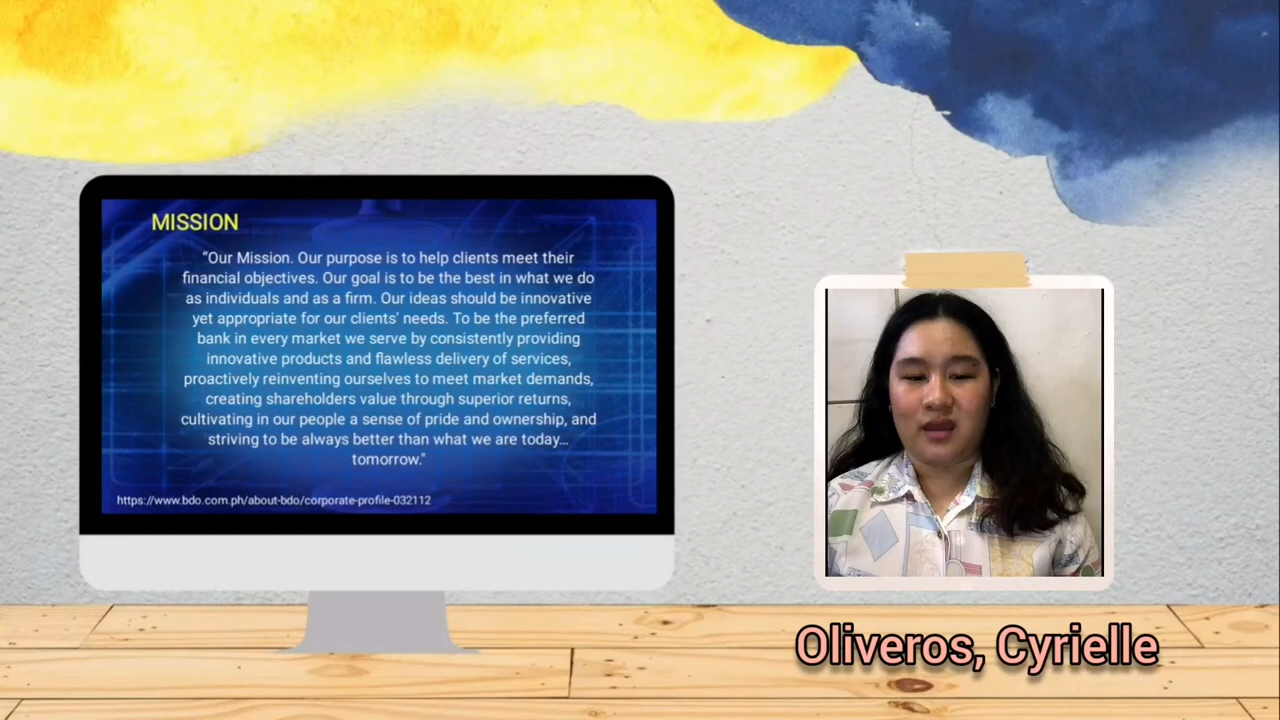 MISSION
“Our Mission. Our purpose is to help clients meet their
financial objectives. Our goal is to be the best in what we do
as individuals and as a firm. Our ideas should be innovative
yet appropriate for our clients' needs. To be the preferred
bank in every market we serve by consistently providing
innovative products and flawless delivery of services,
proactively reinventing ourselves to meet market demands,
creating shareholders value through superior returns,
cultivating in our people a sense of pride and ownership, and
striving to be always better than what we are today…
tomorrow."
https://www.bdo.com.ph/about-bdo/corporate-profile-032112
Oliveros, Cyrielle